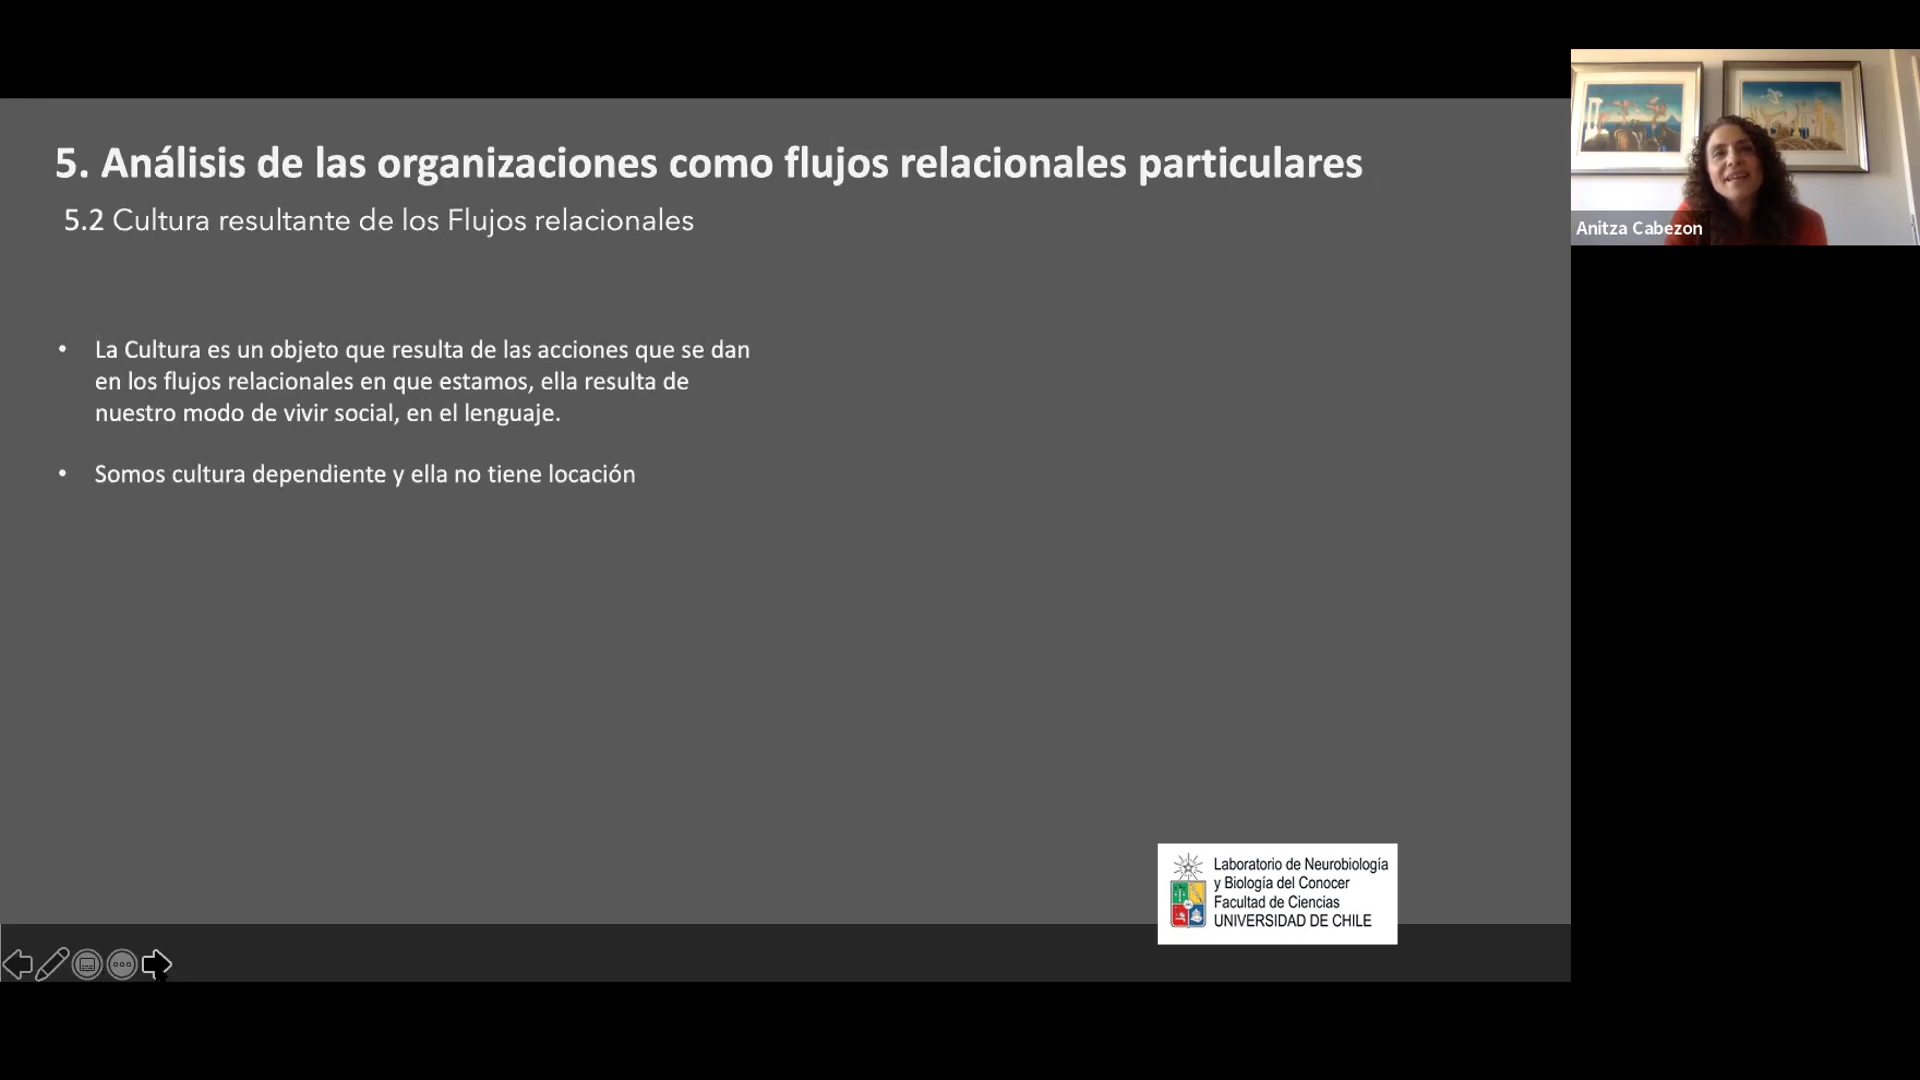 5. Análisis de las organizaciones como flujos relacionales particulares
5.2 Cultura resultante de los Flujos relacionales
Anitza Cabezon
• La Cultura es un objeto que resulta de las acciones que se dan
en los flujos relacionales en que estamos, ella resulta de
nuestro modo de vivir social, en el lenguaje.
• Somos cultura dependiente y ella no tiene locación
Laboratorio de Neurobiología
y Biología del Conocer
Facultad de Ciencias
UNIVERSIDAD DE CHILE